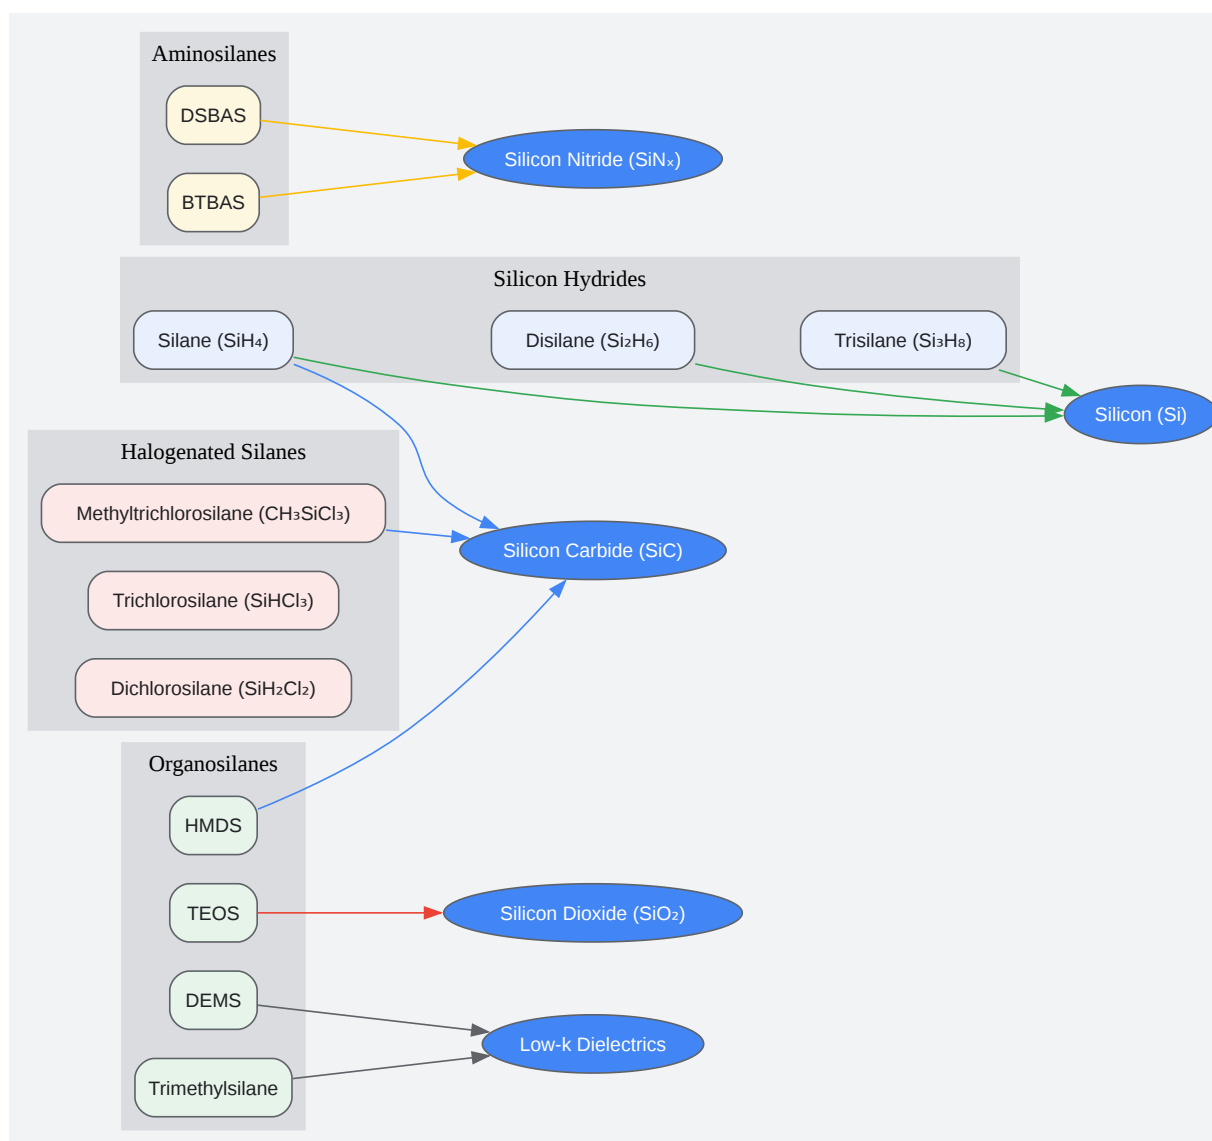 Aminosilanes
DSBAS
Silicon Nitride (SiNₓ)
BTBAS
Silicon Hydrides
Silane (SiH₄)
Disilane (Si₂H₆)
Trisilane (Si₃H₈)
Silicon (Si)
Halogenated Silanes
Methyltrichlorosilane (CH₃SiCl₃)
Silicon Carbide (SiC)
Trichlorosilane (SiHCl₃)
Dichlorosilane (SiH₂Cl₂)
Organosilanes
HMDS
TEOS
Silicon Dioxide (SiO₂)
DEMS
Low-k Dielectrics
Trimethylsilane